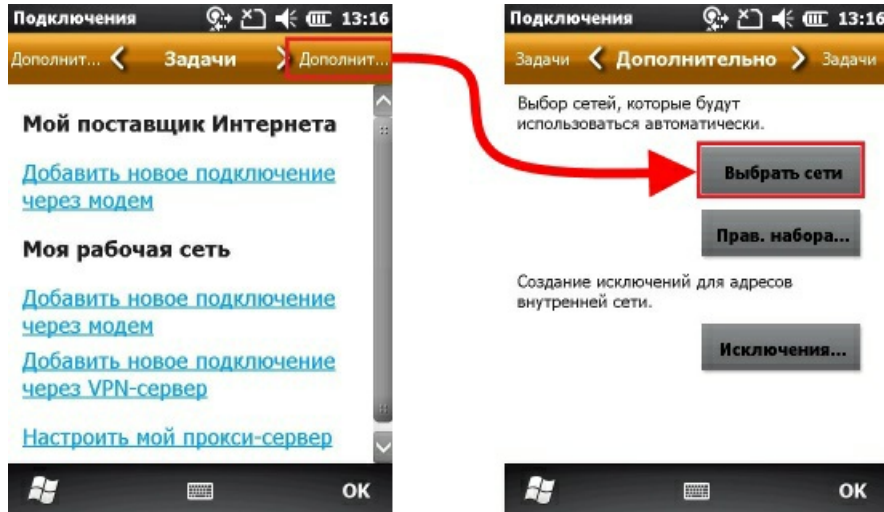 Подключения 13:16
Дополнит... Задачи Дополнит...
Мой поставщик Интернета
Добавить новое подключение
через модем
Моя рабочая сеть
Добавить новое подключение
через модем
Добавить новое подключение
через VPN-сервер
Настроить мой прокси-сервер
OK
Подключения 13:16
Задачи Дополнительно Задачи
Выбор сетей, которые будут
использоваться автоматически.
Выбрать сети
Прав. набора...
Создание исключений для адресов
внутренней сети.
Исключения...
OK